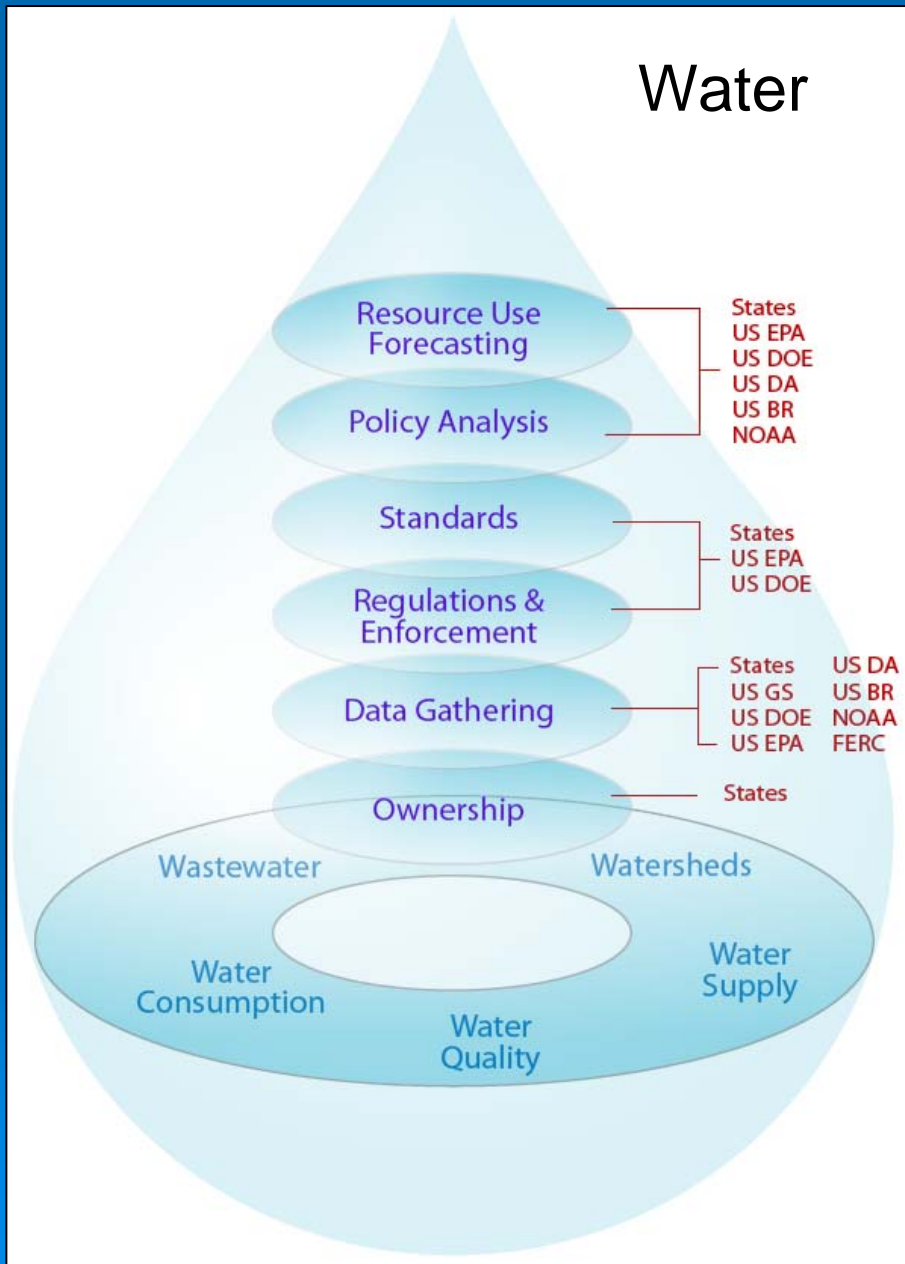 Water
Resource Use
Forecasting
Policy Analysis
States
US EPA
US DOE
US DA
US BR
NOAA
Standards
Regulations &
Enforcement
States
US EPA
US DOE
Data Gathering
States US DA
US GS US BR
US DOE NOAA
US EPA FERC
Ownership
States
Wastewater
Watersheds
Water
Consumption
Water
Quality
Water
Supply